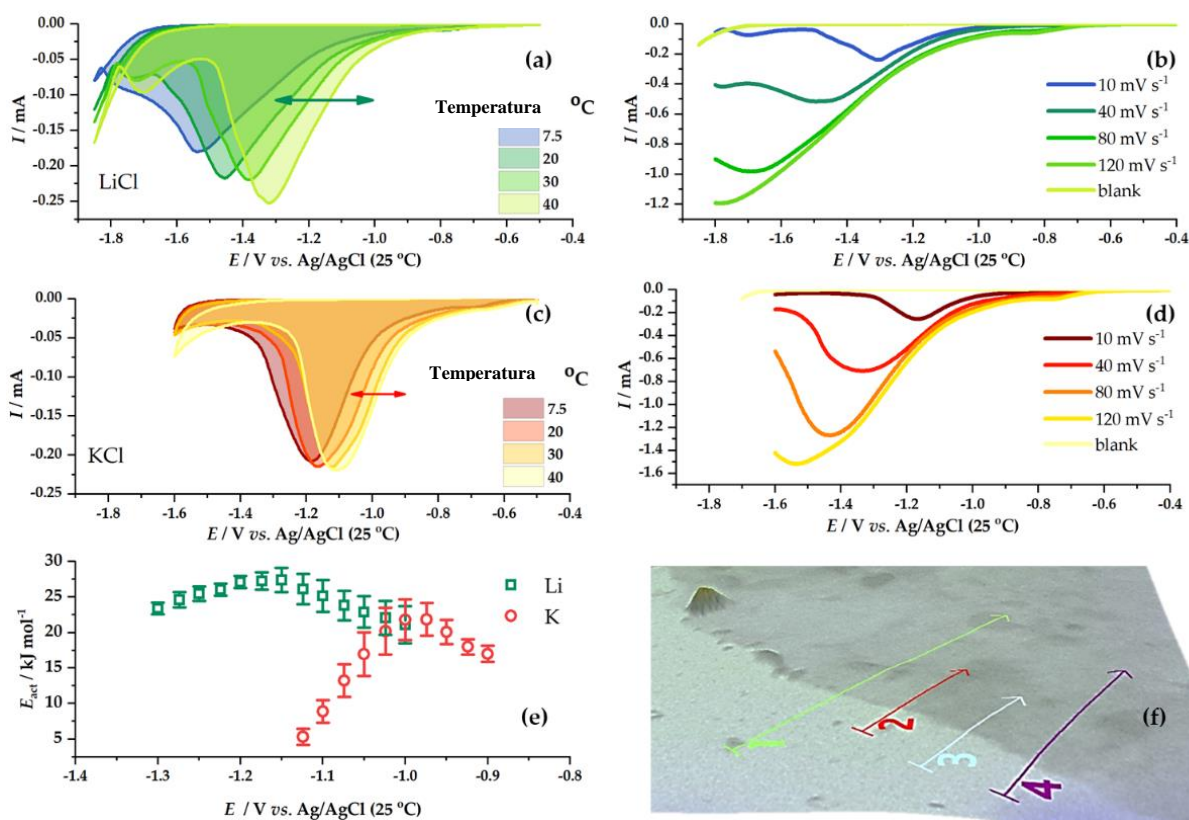 (a)
I / mA
0.00
-0.05
-0.10
-0.15
-0.20
-0.25
Temperatura °C
7.5
20
30
40
LiCl
-1.8 -1.6 -1.4 -1.2 -1.0 -0.8 -0.6 -0.4
E / V vs. Ag/AgCl (25 °C)
(b)
I / mA
0.0
-0.2
-0.4
-0.6
-0.8
-1.0
-1.2
10 mV s⁻¹
40 mV s⁻¹
80 mV s⁻¹
120 mV s⁻¹
blank
-1.8 -1.6 -1.4 -1.2 -1.0 -0.8 -0.6 -0.4
E / V vs. Ag/AgCl (25 °C)
(c)
I / mA
0.00
-0.05
-0.10
-0.15
-0.20
-0.25
Temperatura °C
7.5
20
30
40
KCl
-1.8 -1.6 -1.4 -1.2 -1.0 -0.8 -0.6 -0.4
E / V vs. Ag/AgCl (25 °C)
(d)
I / mA
0.0
-0.2
-0.4
-0.6
-0.8
-1.0
-1.2
-1.4
-1.6
10 mV s⁻¹
40 mV s⁻¹
80 mV s⁻¹
120 mV s⁻¹
blank
-1.8 -1.6 -1.4 -1.2 -1.0 -0.8 -0.6 -0.4
E / V vs. Ag/AgCl (25 °C)
(e)
Eact / kJ mol⁻¹
30
25
20
15
10
5
Li
K
-1.4 -1.3 -1.2 -1.1 -1.0 -0.9 -0.8
E / V vs. Ag/AgCl (25 °C)
(f)
1
2
3
4